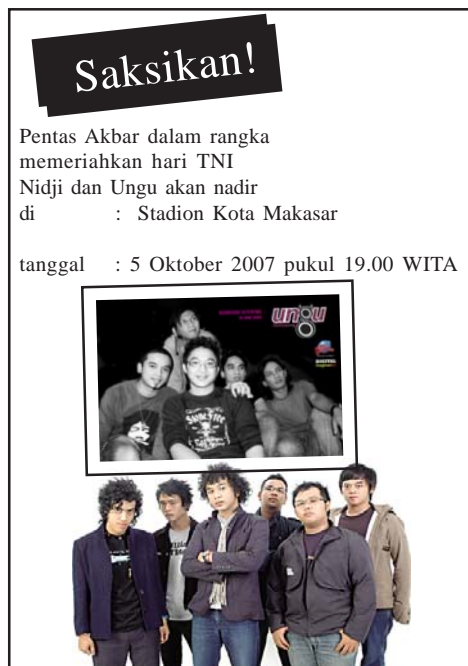 Saksikan!
Pentas Akbar dalam rangka
memeriahkan hari TNI
Nidji dan Ungu akan nadir
di : Stadion Kota Makasar
tanggal : 5 Oktober 2007 pukul 19.00 WITA
ungu